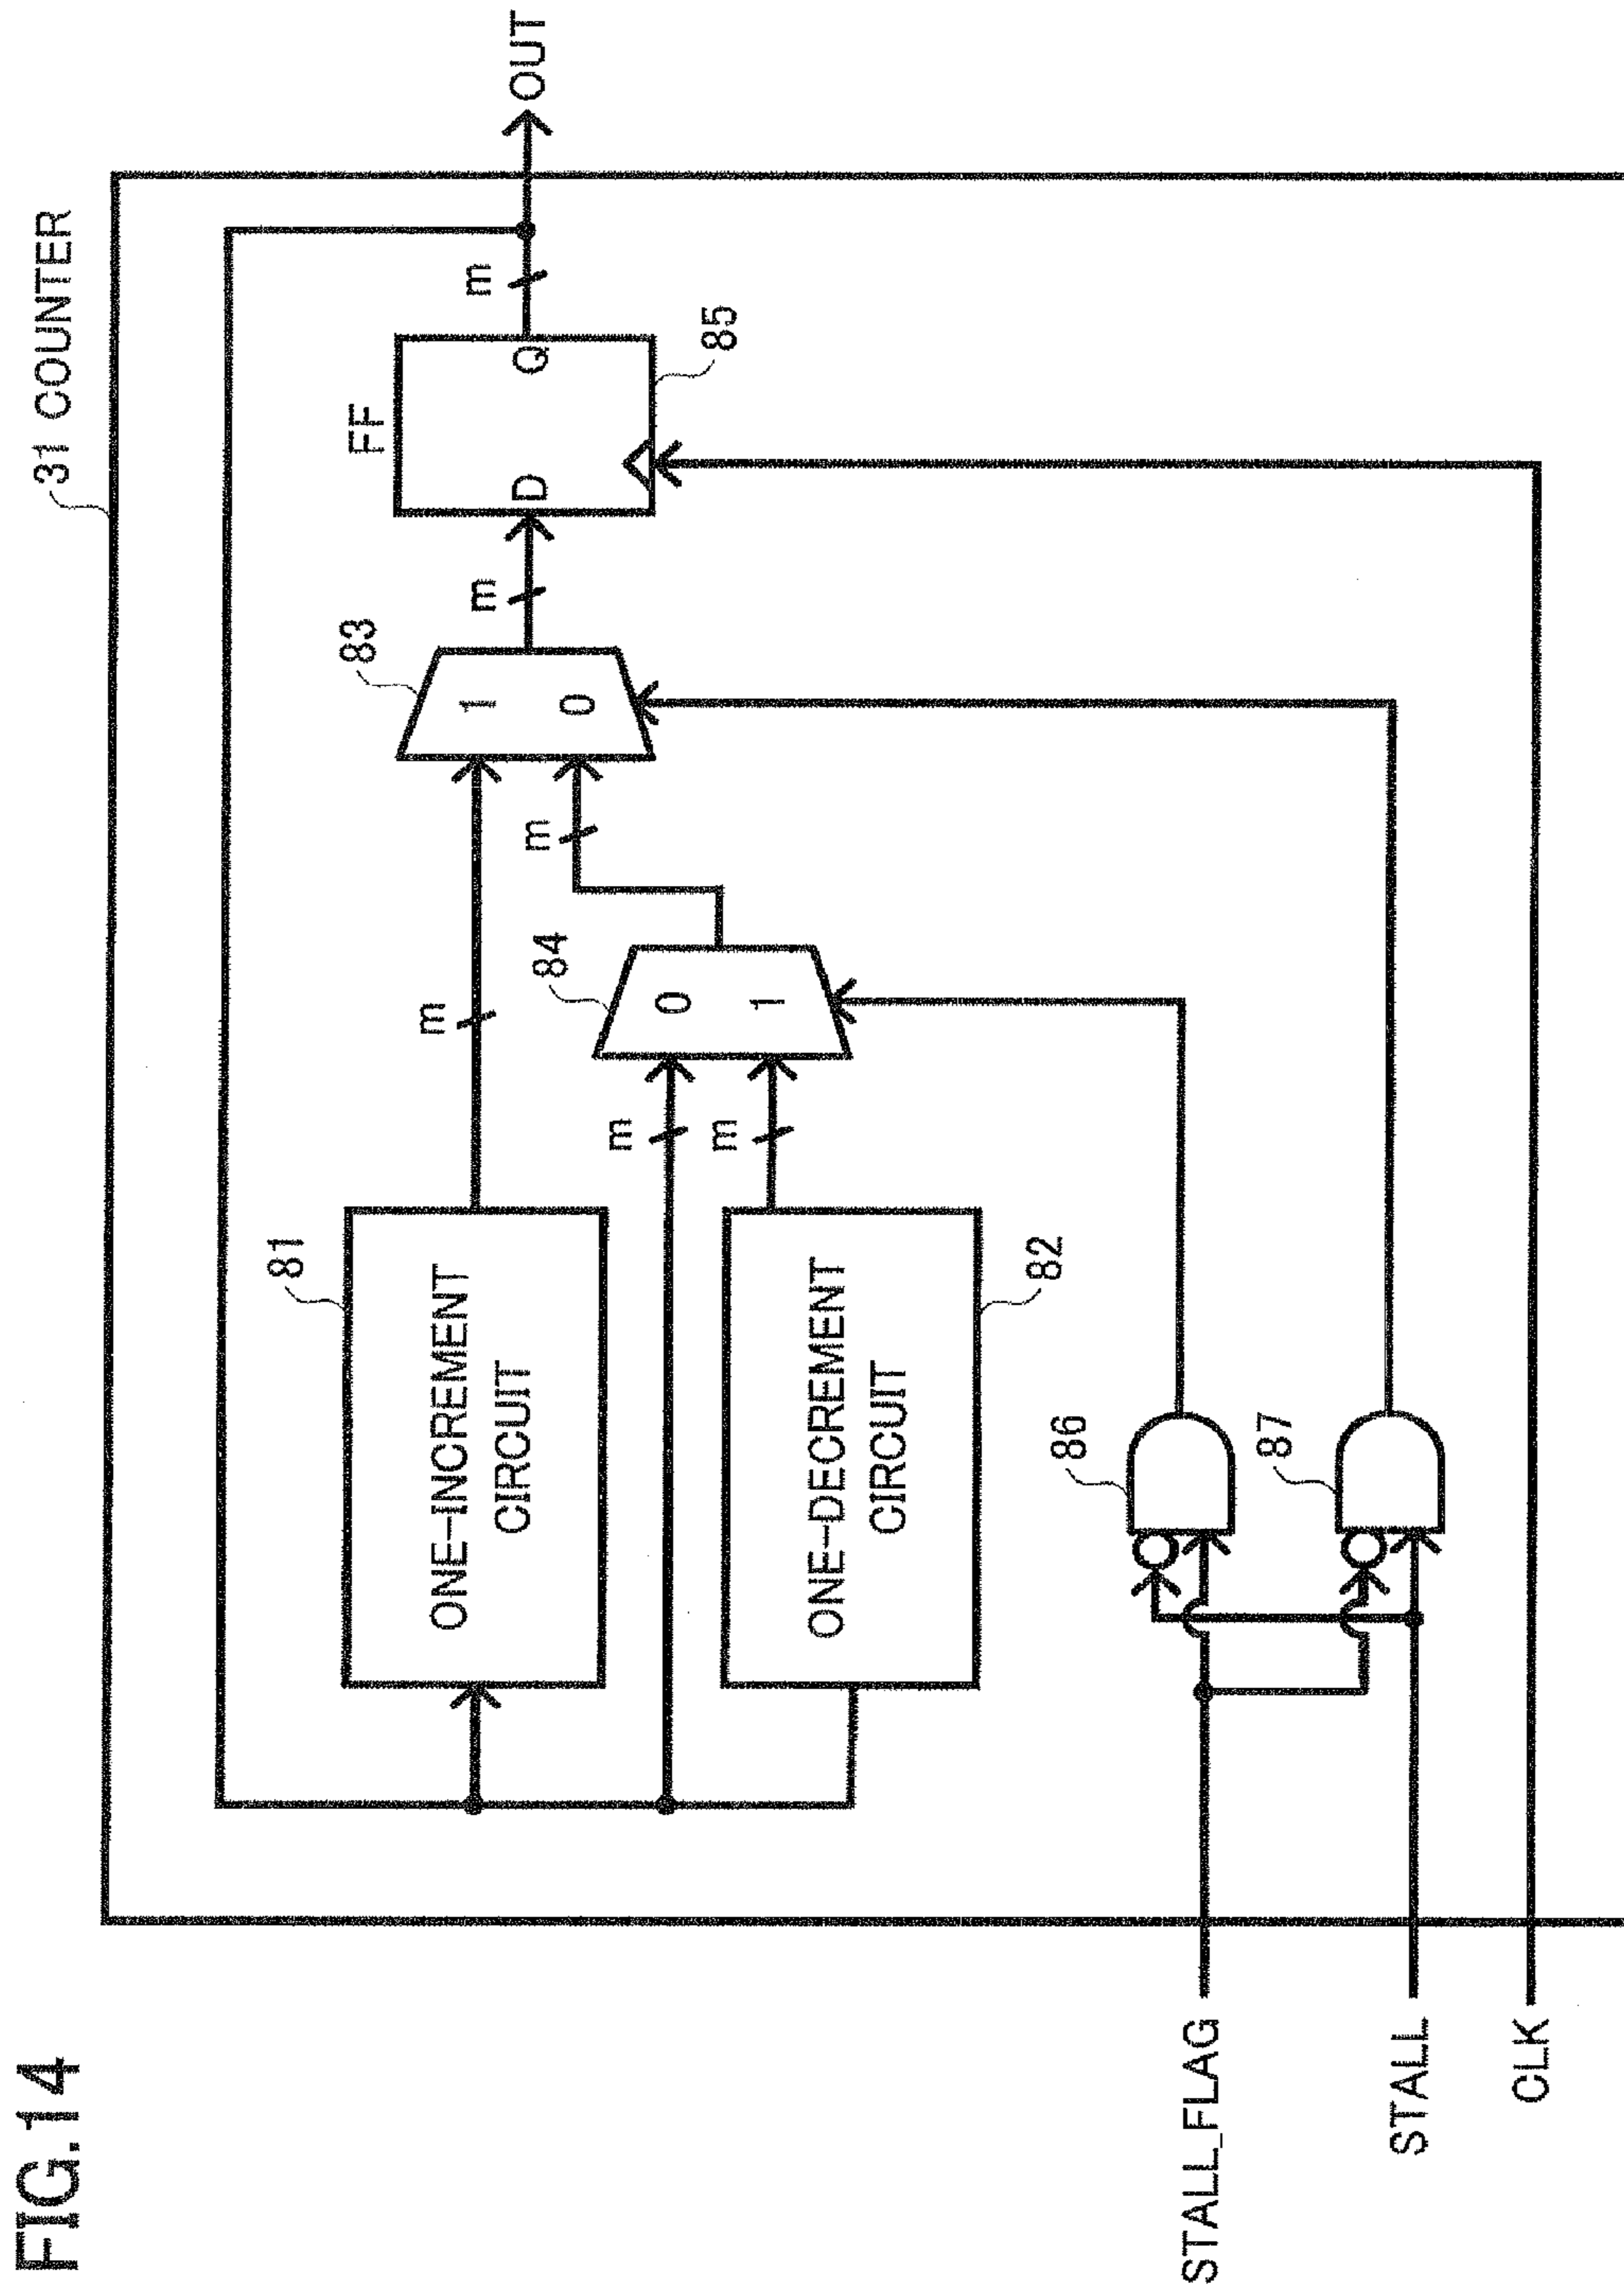 FIG.14
31 COUNTER
81
ONE-INCREMENT
CIRCUIT
m
83
1
0
m
FF
D
Q
85
m
OUT
m
84
0
1
m
m
ONE-DECREMENT
CIRCUIT
82
86
87
STALL_FLAG
STALL
CLK